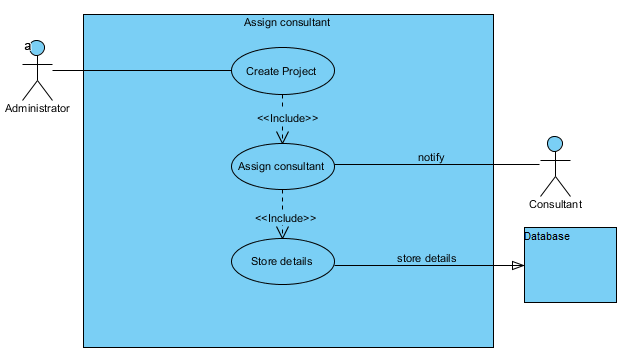 Assign consultant
a
Administrator
Create Project
<<Include>>
Assign consultant
notify
Consultant
<<Include>>
Database
Store details
store details